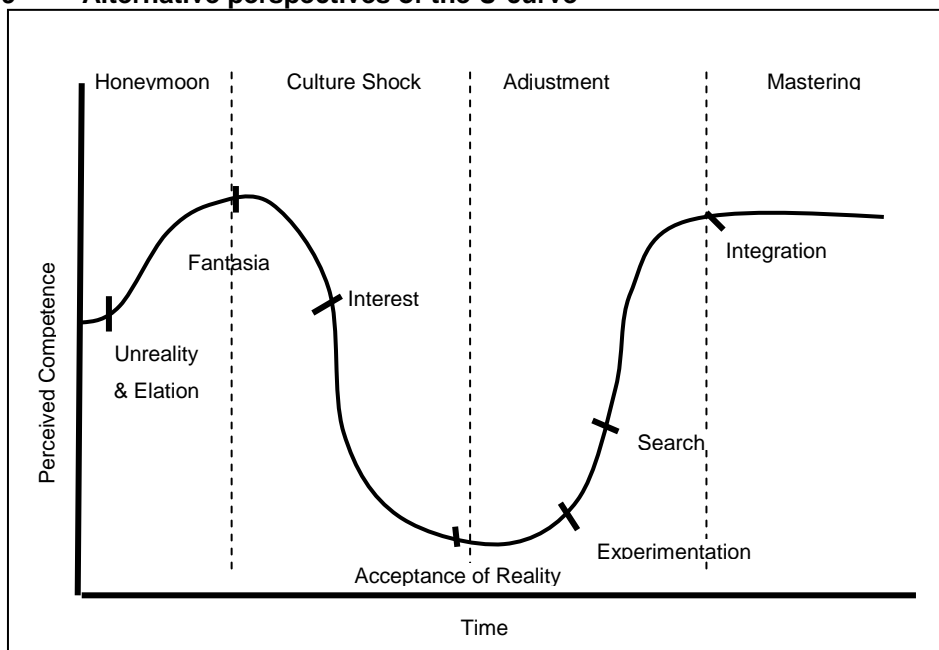 Alternative perspectives of the U-curve
Honeymoon Culture Shock Adjustment Mastering
Fantasia
Interest
Integration
Unreality
& Elation
Search
Experimentation
Acceptance of Reality
Perceived Competence
Time